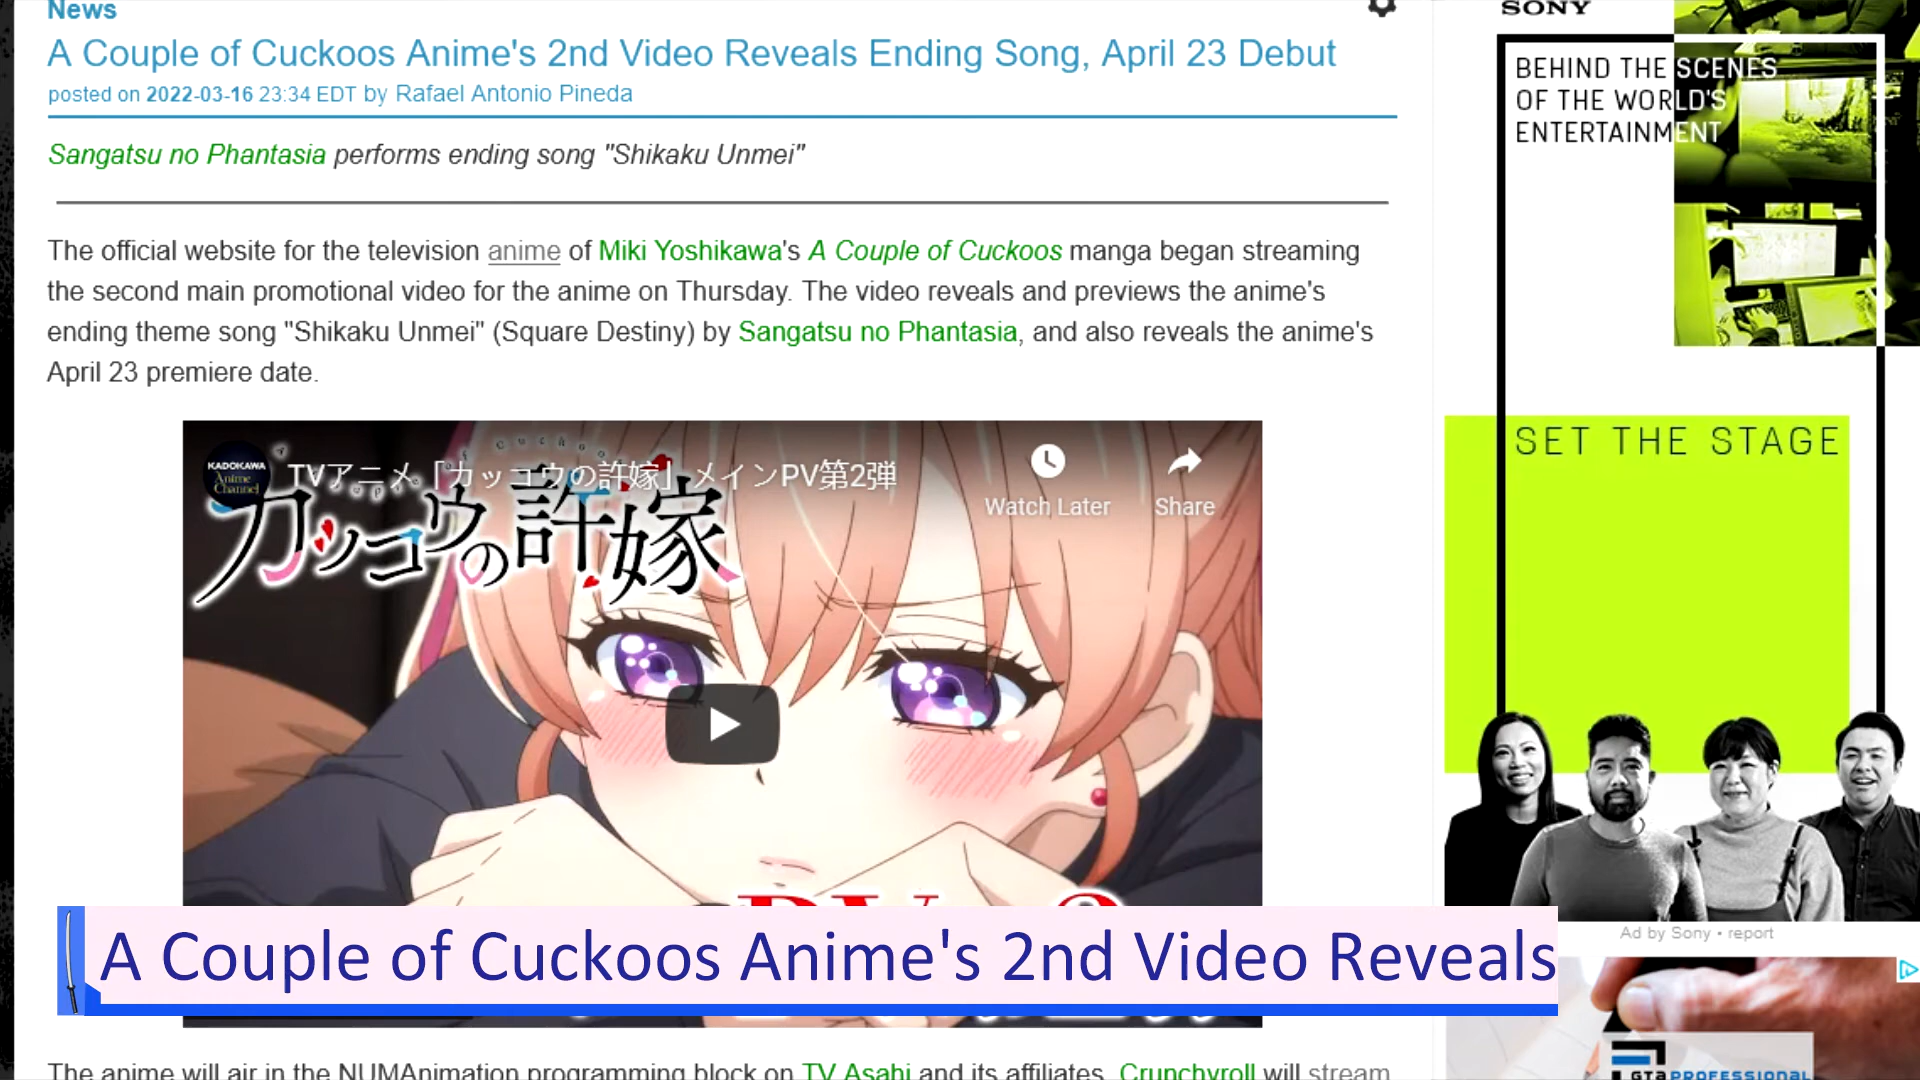 News
A Couple of Cuckoos Anime's 2nd Video Reveals Ending Song, April 23 Debut
posted on 2022-03-16 23:34 EDT by Rafael Antonio Pineda
Sangatsu no Phantasia performs ending song "Shikaku Unmei"
The official website for the television anime of Miki Yoshikawa's A Couple of Cuckoos manga began streaming
the second main promotional video for the anime on Thursday. The video reveals and previews the anime's
ending theme song "Shikaku Unmei" (Square Destiny) by Sangatsu no Phantasia, and also reveals the anime's
April 23 premiere date.
KADOKAWA
Anime
Channel
TVアニメ「カッコウの許嫁」メインPV第2弾
カッコウの許嫁
Watch Later
Share
A Couple of Cuckoos Anime's 2nd Video Reveals
The anime will air in the NUMAnimation programming block on TV Asahi and its affiliates. Crunchyroll will stream
SONY
BEHIND THE SCENES
OF THE WORLD'S
ENTERTAINMENT
SET THE STAGE
Ad by Sony • report
GTA PROFESSIONAL